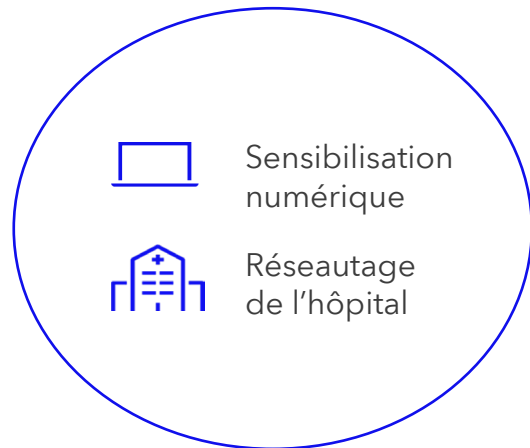 Sensibilisation
numérique
Réseautage
de l’hôpital